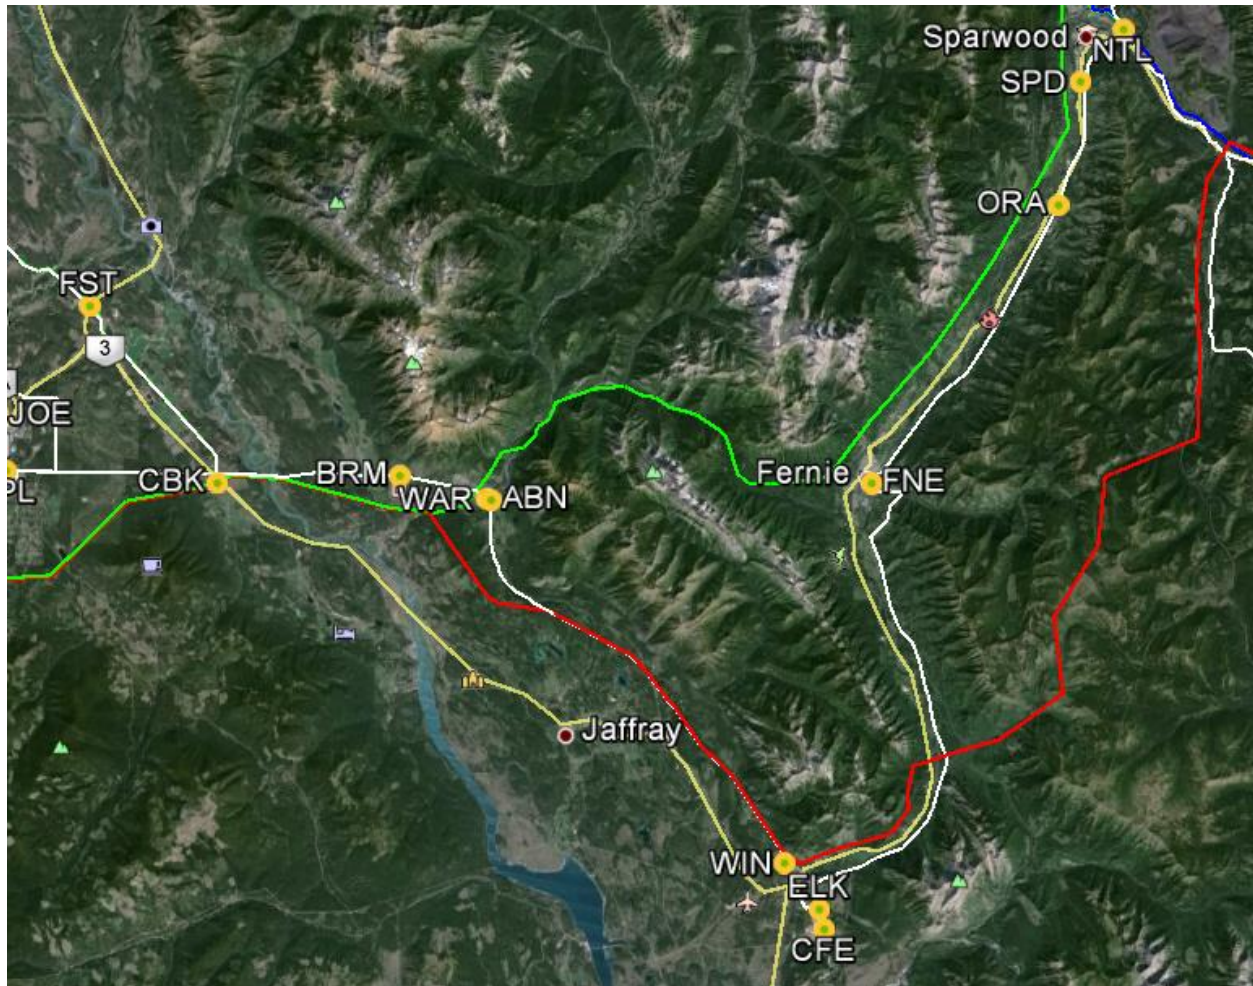 Sparwood
NTL
SPD
ORA
FST
3
JOE
BRM
Fernie
FNE
CBK
WAR
ABN
PL
Jaffray
WIN
ELK
CFE